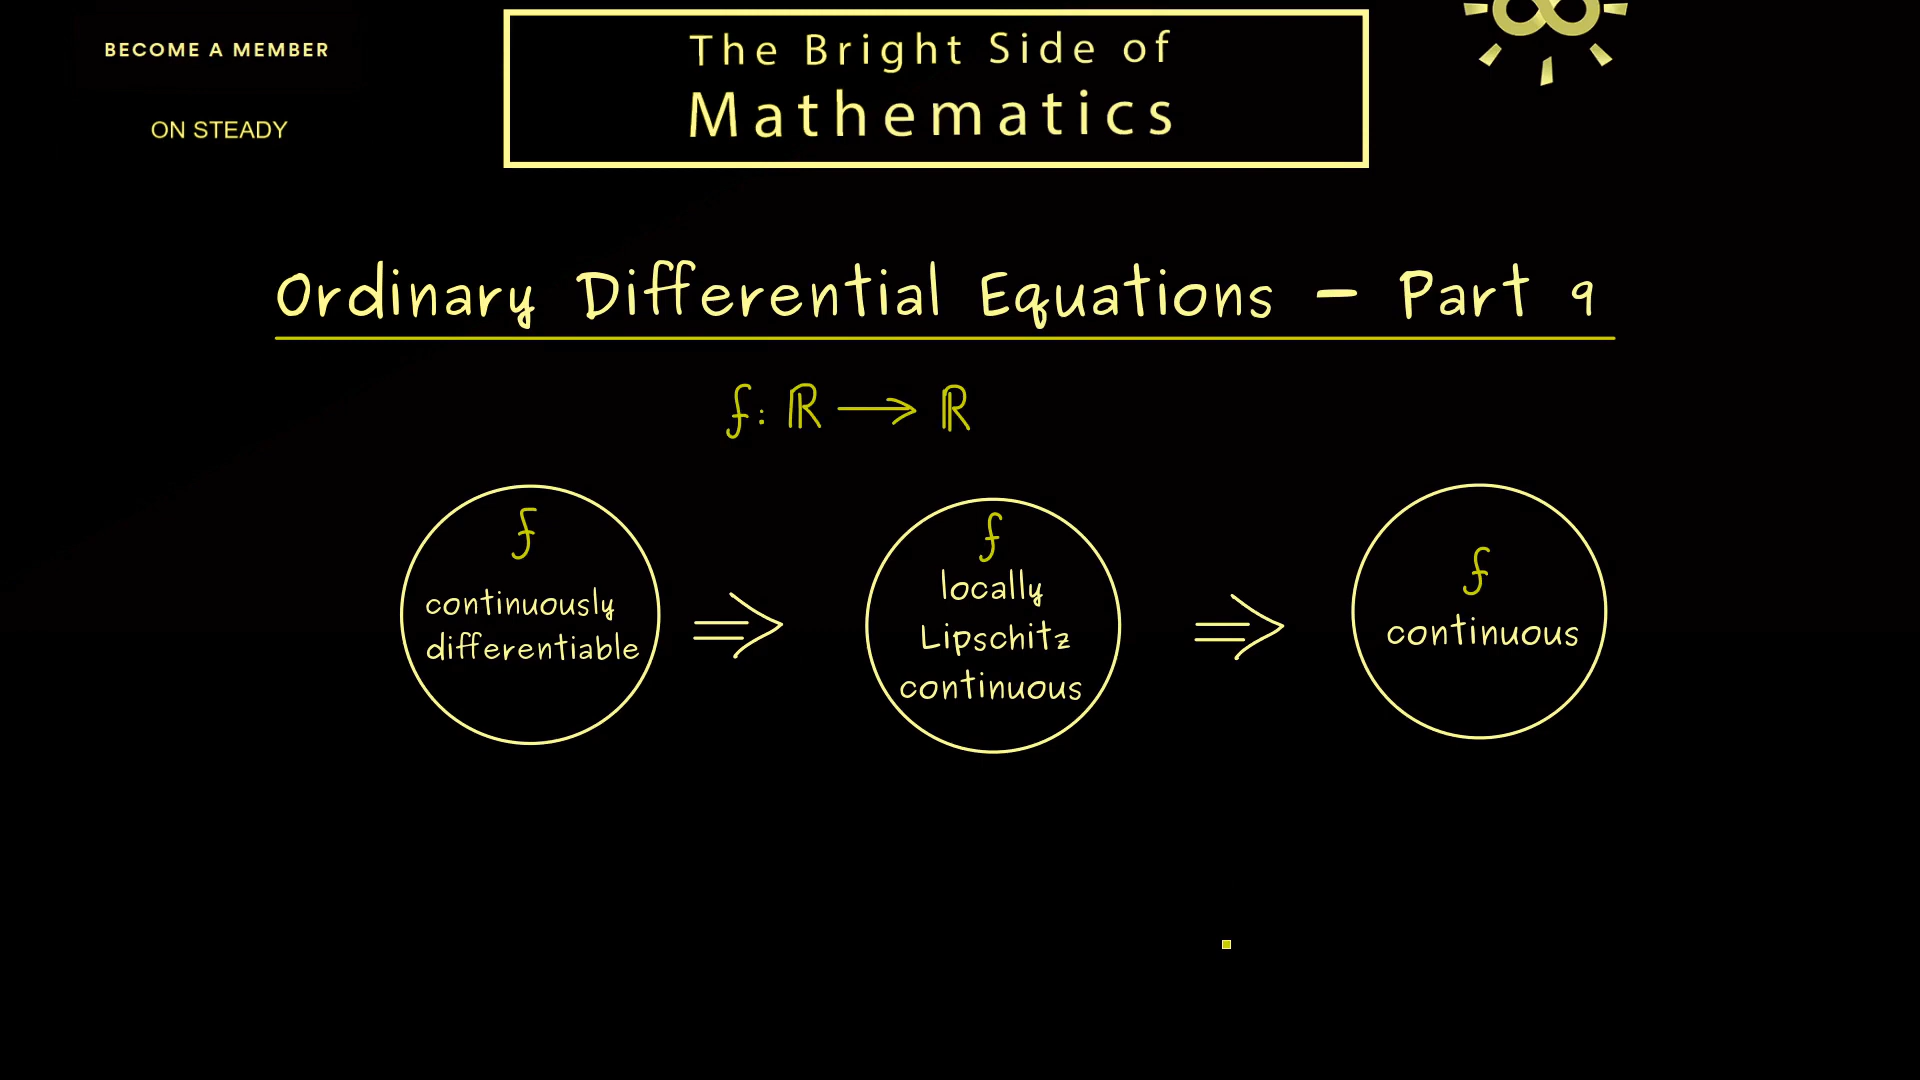 BECOME A MEMBER
ON STEADY
The Bright Side of
Mathematics
Ordinary Differential Equations – Part 9
f: ℝ ⟶ ℝ
f
continuously
differentiable
⇒
f
locally
Lipschitz
continuous
⇒
f
continuous